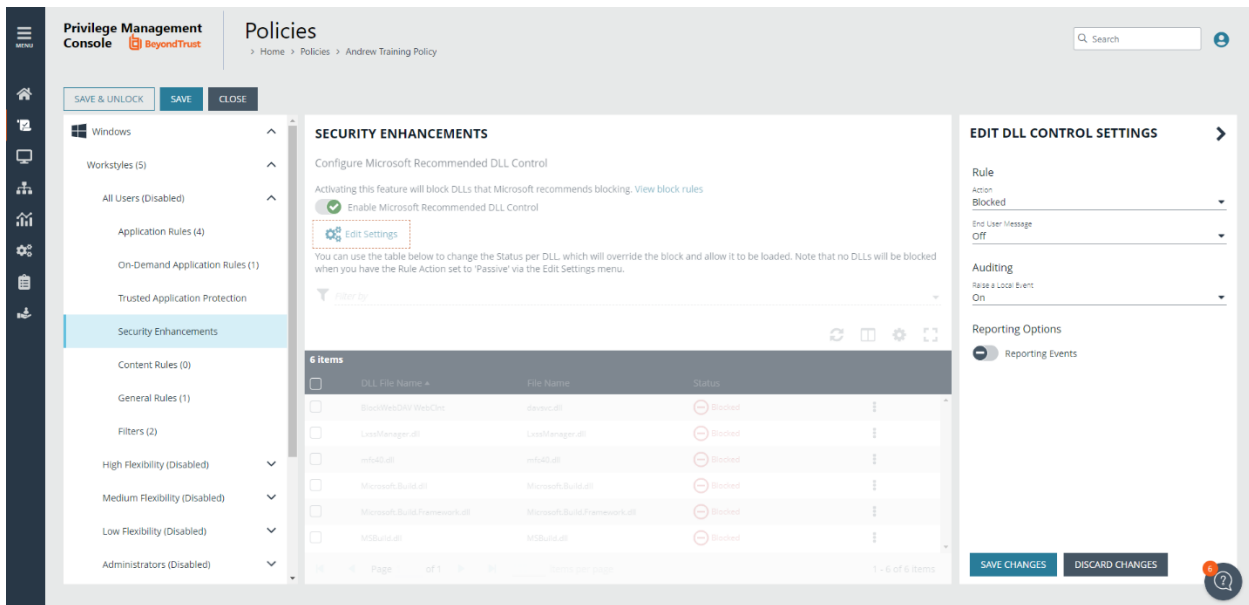 MENU
Privilege Management
Console BeyondTrust
Policies
> Home > Policies > Andrew Training Policy
Search
SAVE & UNLOCK SAVE CLOSE
Windows
Workstyles (5)
All Users (Disabled)
Application Rules (4)
On-Demand Application Rules (1)
Trusted Application Protection
Security Enhancements
Content Rules (0)
General Rules (1)
Filters (2)
High Flexibility (Disabled)
Medium Flexibility (Disabled)
Low Flexibility (Disabled)
Administrators (Disabled)
SECURITY ENHANCEMENTS
Configure Microsoft Recommended DLL Control
Activating this feature will block DLLs that Microsoft recommends blocking. View block rules
Enable Microsoft Recommended DLL Control
Edit Settings
You can use the table below to change the Status per DLL, which will override the block and allow it to be loaded. Note that no DLLs will be blocked
when you have the Rule Action set to 'Passive' via the Edit Settings menu.
Filter by
6 items
DLL File Name File Name Status
Blocked
LxssManager.dll LxssManager.dll Blocked
Blocked
Microsoft.Build.dll Microsoft.Build.dll Blocked
Microsoft.Build.Framework.dll Microsoft.Build.Framework.dll Blocked
MSBuild.dll MSBuild.dll Blocked
Page of 1 items per page 1 - 6 of 6 items
EDIT DLL CONTROL SETTINGS
Rule
Action
Blocked
End User Message
Off
Auditing
Raise a Local Event
On
Reporting Options
Reporting Events
SAVE CHANGES DISCARD CHANGES
6